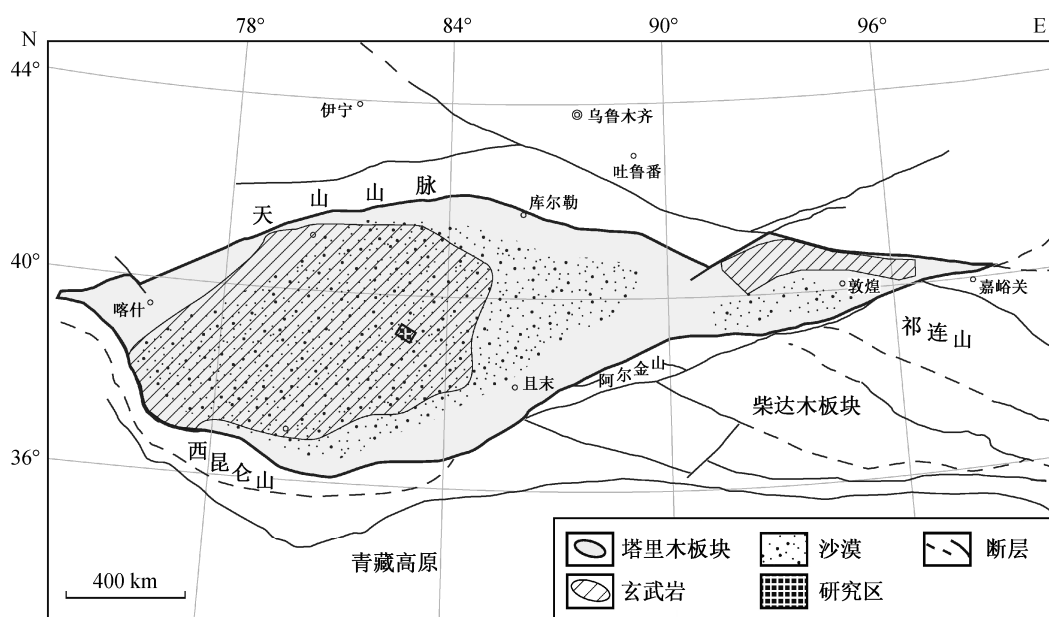 N 78° 84° 90° 96° E
44°
伊宁
乌鲁木齐
吐鲁番
天山山脉
库尔勒
40°
喀什
敦煌
嘉峪关
祁连山
且末
阿尔金山
柴达木板块
36°
西昆仑山
青藏高原
400 km
塔里木板块
沙漠
断层
玄武岩
研究区